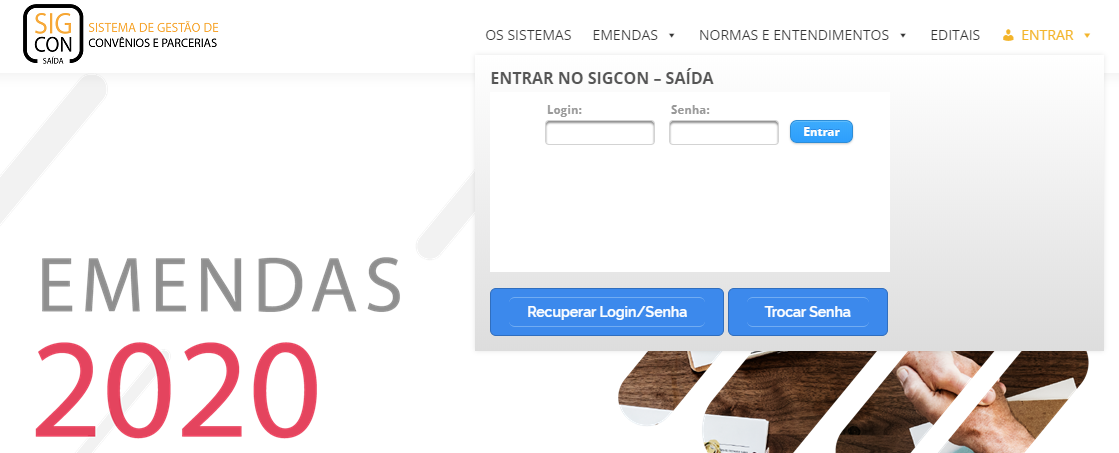 SIG
CON
SAÍDA
SISTEMA DE GESTÃO DE
CONVÊNIOS E PARCERIAS
OS SISTEMAS
EMENDAS
NORMAS E ENTENDIMENTOS
EDITAIS
ENTRAR
ENTRAR NO SIGCON – SAÍDA
Login:
Senha:
Entrar
Recuperar Login/Senha
Trocar Senha
EMENDAS
2020